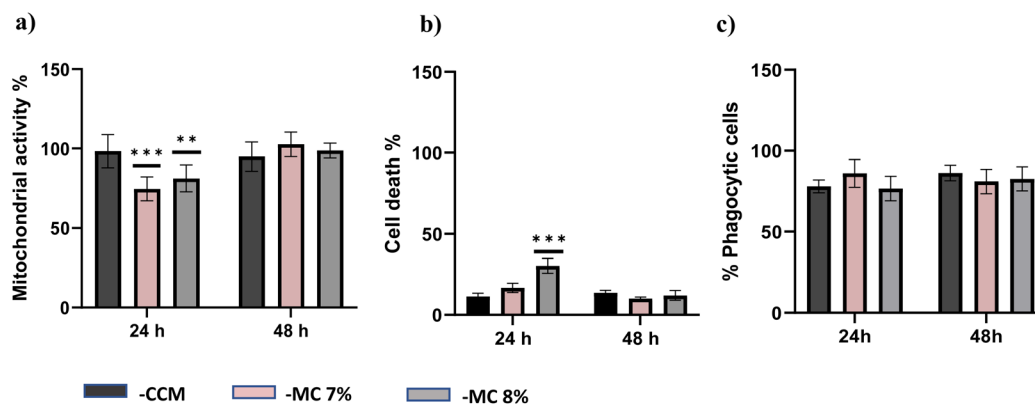 a)
Mitochondrial activity %
150
100
50
0
***
**
24 h
48 h
b)
Cell death %
150
100
50
0
***
24 h
48 h
c)
% Phagocytic cells
150
100
50
0
24h
48 h
-CCM
-MC 7%
-MC 8%